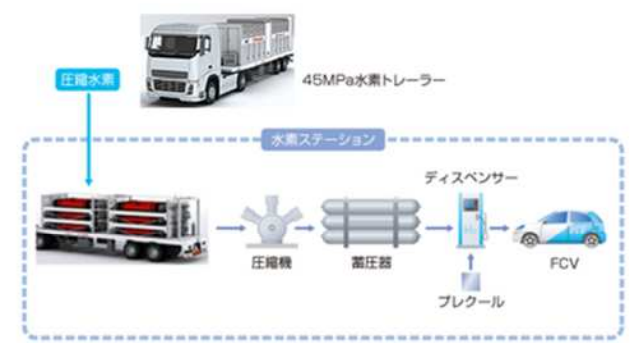 45MPa水素トレーラー
圧縮水素
水素ステーション
ディスペンサー
圧縮機
蓄圧器
プレクール
FCV